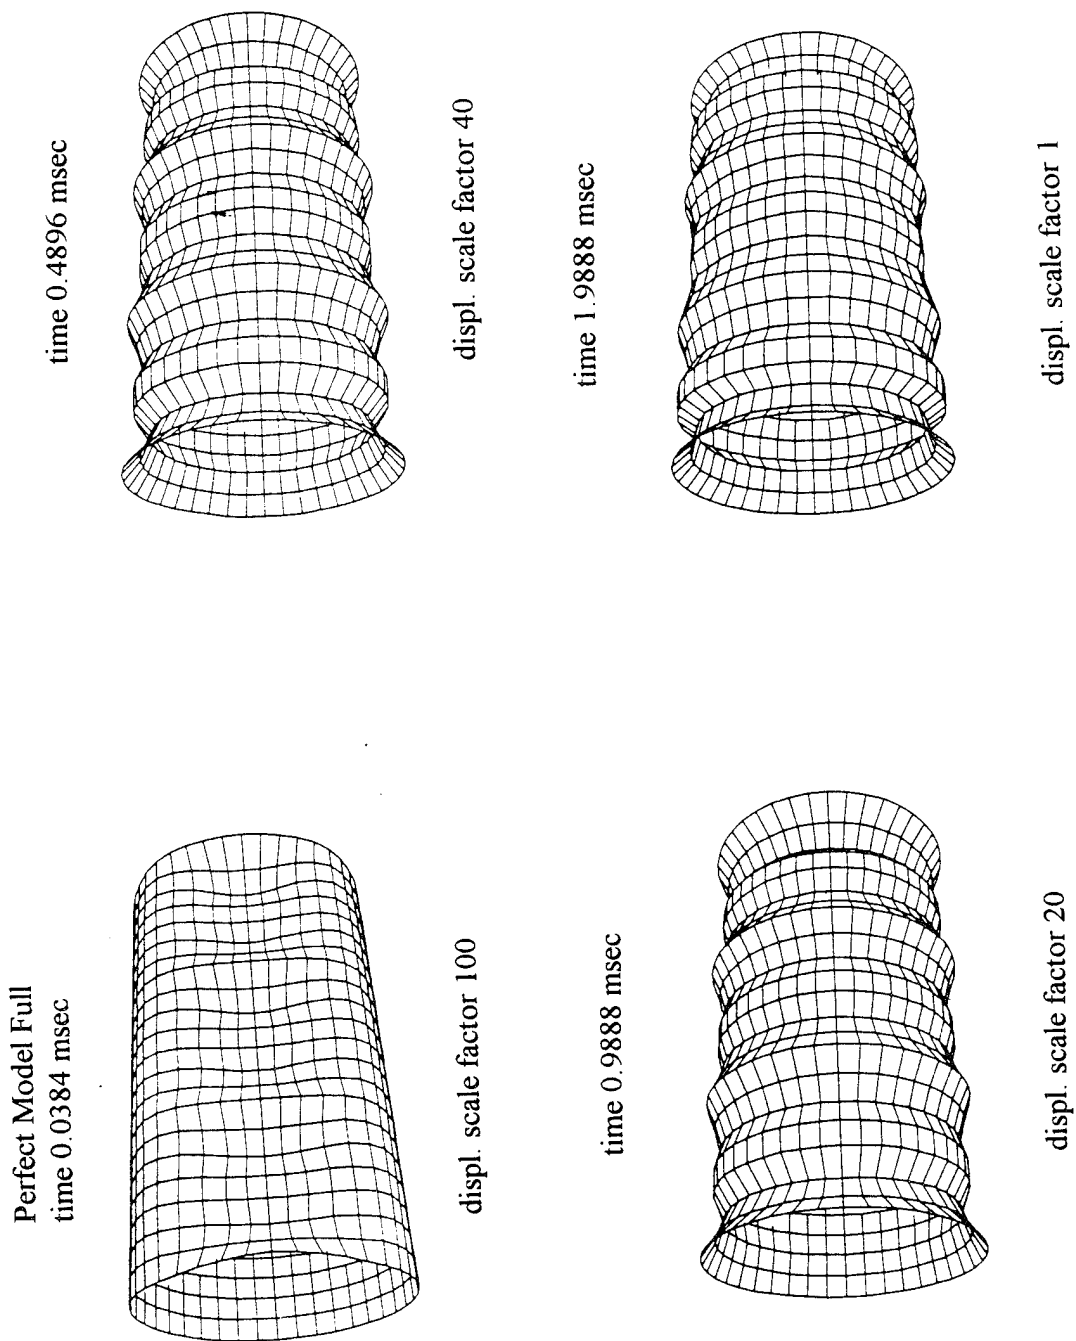 Perfect Model Full
time 0.0384 msec
displ. scale factor 100
time 0.4896 msec
displ. scale factor 40
time 0.9888 msec
displ. scale factor 20
time 1.9888 msec
displ. scale factor 1